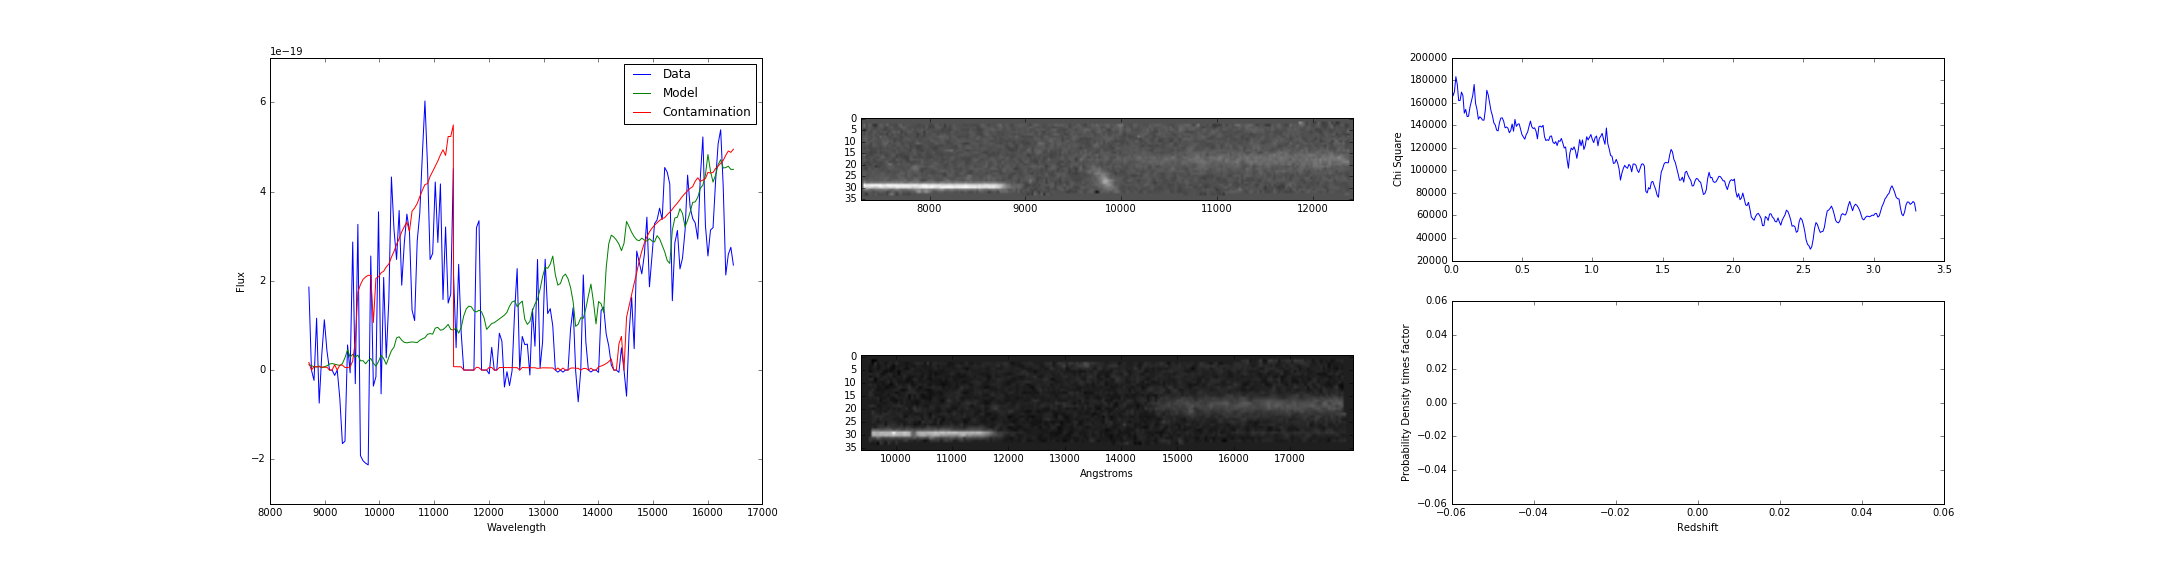 1e−19
6
4
2
0
−2
Flux
8000 9000 10000 11000 12000 13000 14000 15000 16000 17000
Wavelength
Data
Model
Contamination
0
5
10
15
20
25
30
35
8000 9000 10000 11000 12000
0
5
10
15
20
25
30
35
10000 11000 12000 13000 14000 15000 16000 17000
Angstroms
200000
180000
160000
140000
120000
100000
80000
60000
40000
20000
Chi Square
0.0 0.5 1.0 1.5 2.0 2.5 3.0 3.5
0.06
0.04
0.02
0.00
−0.02
−0.04
−0.06
Probability Density times factor
−0.06 −0.04 −0.02 0.00 0.02 0.04 0.06
Redshift